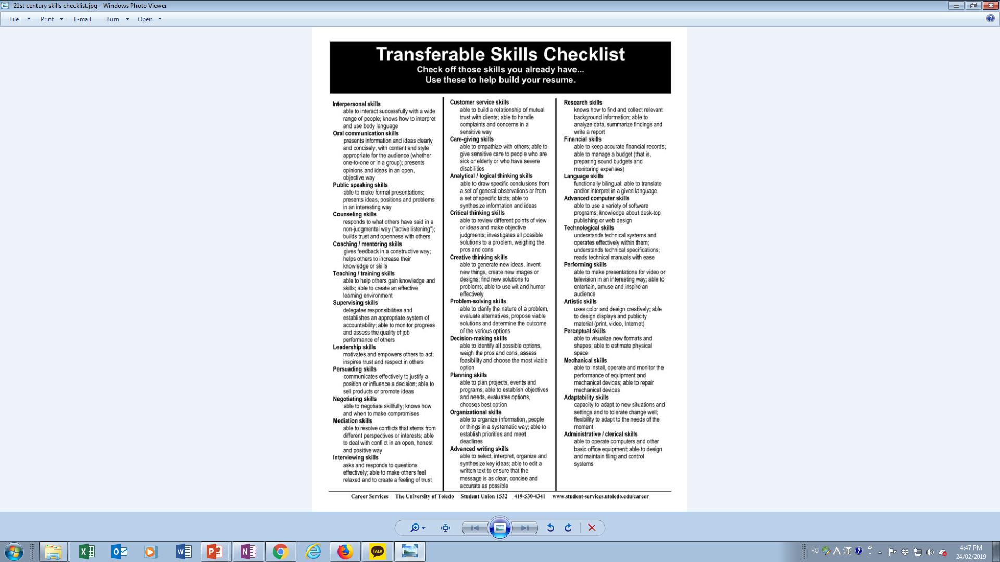 21st century skills checklist.jpg - Windows Photo Viewer
File Print E-mail Burn Open
Transferable Skills Checklist
Check off those skills you already have...
Use these to help build your resume.
Interpersonal skills
able to interact successfully with a wide
range of people; knows how to interpret
and use body language
Oral communication skills
presents information and ideas clearly
and concisely, with content and style
appropriate for the audience (whether
one-to-one or in a group); presents
opinions and ideas in an open,
objective way
Public speaking skills
able to make formal presentations;
presents ideas, positions and problems
in an interesting way
Counseling skills
responds to what others have said in a
non-judgmental way ("active listening");
builds trust and openness with others
Coaching / mentoring skills
gives feedback in a constructive way;
helps others to increase their
knowledge or skills
Teaching / training skills
able to help others gain knowledge and
skills; able to create an effective
learning environment
Supervising skills
delegates responsibilities and
establishes an appropriate system of
accountability; able to monitor progress
and assess the quality of job
performance of others
Leadership skills
motivates and empowers others to act;
inspires trust and respect in others
Persuading skills
communicates effectively to justify a
position or influence a decision; able to
sell products or promote ideas
Negotiating skills
able to negotiate skillfully; knows how
and when to make compromises
Mediation skills
able to resolve conflicts that stems from
different perspectives or interests; able
to deal with conflict in an open, honest
and positive way
Interviewing skills
asks and responds to questions
effectively; able to make others feel
relaxed and to create a feeling of trust
Customer service skills
able to build a relationship of mutual
trust with clients; able to handle
complaints and concerns in a
sensitive way
Care-giving skills
able to empathize with others; able to
give sensitive care to people who are
sick or elderly or who have severe
disabilities
Analytical / logical thinking skills
able to draw specific conclusions from
a set of general observations or from
a set of specific facts; able to
synthesize information and ideas
Critical thinking skills
able to review different points of view
or ideas and make objective
judgments; investigates all possible
solutions to a problem, weighing the
pros and cons
Creative thinking skills
able to generate new ideas, invent
new things, create new images or
designs; find new solutions to
problems; able to use wit and humor
effectively
Problem-solving skills
able to clarify the nature of a problem,
evaluate alternatives, propose viable
solutions and determine the outcome
of the various options
Decision-making skills
able to identify all possible options,
weigh the pros and cons, assess
feasibility and choose the most viable
option
Planning skills
able to plan projects, events and
programs; able to establish objectives
and needs, evaluates options,
chooses best option
Organizational skills
able to organize information, people
or things in a systematic way; able to
establish priorities and meet
deadlines
Advanced writing skills
able to select, interpret, organize and
synthesize key ideas; able to edit a
written text to ensure that the
message is as clear, concise and
accurate as possible
Research skills
knows how to find and collect relevant
background information; able to
analyze data, summarize findings and
write a report
Financial skills
able to keep accurate financial records;
able to manage a budget (that is,
preparing sound budgets and
monitoring expenses)
Language skills
functionally bilingual; able to translate
and/or interpret in a given language
Advanced computer skills
able to use a variety of software
programs; knowledge about desk-top
publishing or web design
Technological skills
understands technical systems and
operates effectively within them;
understands technical specifications;
reads technical manuals with ease
Performing skills
able to make presentations for video or
television in an interesting way; able to
entertain, amuse and inspire an
audience
Artistic skills
uses color and design creatively; able
to design displays and publicity
material (print, video, Internet)
Perceptual skills
able to visualize new formats and
shapes; able to estimate physical
space
Mechanical skills
able to install, operate and monitor the
performance of equipment and
mechanical devices; able to repair
mechanical devices
Adaptability skills
capacity to adapt to new situations and
settings and to tolerate change well;
flexibility to adapt to the needs of the
moment
Administrative / clerical skills
able to operate computers and other
basic office equipment; able to design
and maintain filing and control
systems
Career Services The University of Toledo Student Union 1532 419-530-4341 www.student-services.utoledo.edu/career
TALK
KO A 漢
4:47 PM
24/02/2019